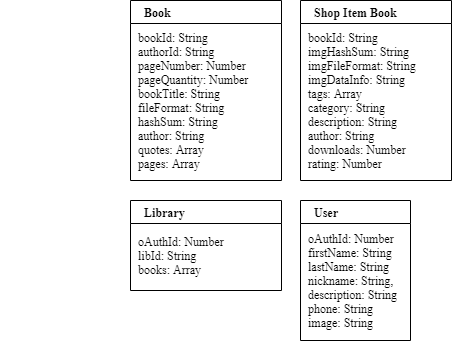 Book
bookId: String
authorId: String
pageNumber: Number
pageQuantity: Number
bookTitle: String
fileFormat: String
hashSum: String
author: String
quotes: Array
pages: Array
Shop Item Book
bookId: String
imgHashSum: String
imgFileFormat: String
imgDataInfo: String
tags: Array
category: String
description: String
author: String
downloads: Number
rating: Number
Library
oAuthId: Number
libId: String
books: Array
User
oAuthId: Number
firstName: String
lastName: String
nickname: String,
description: String
phone: String
image: String